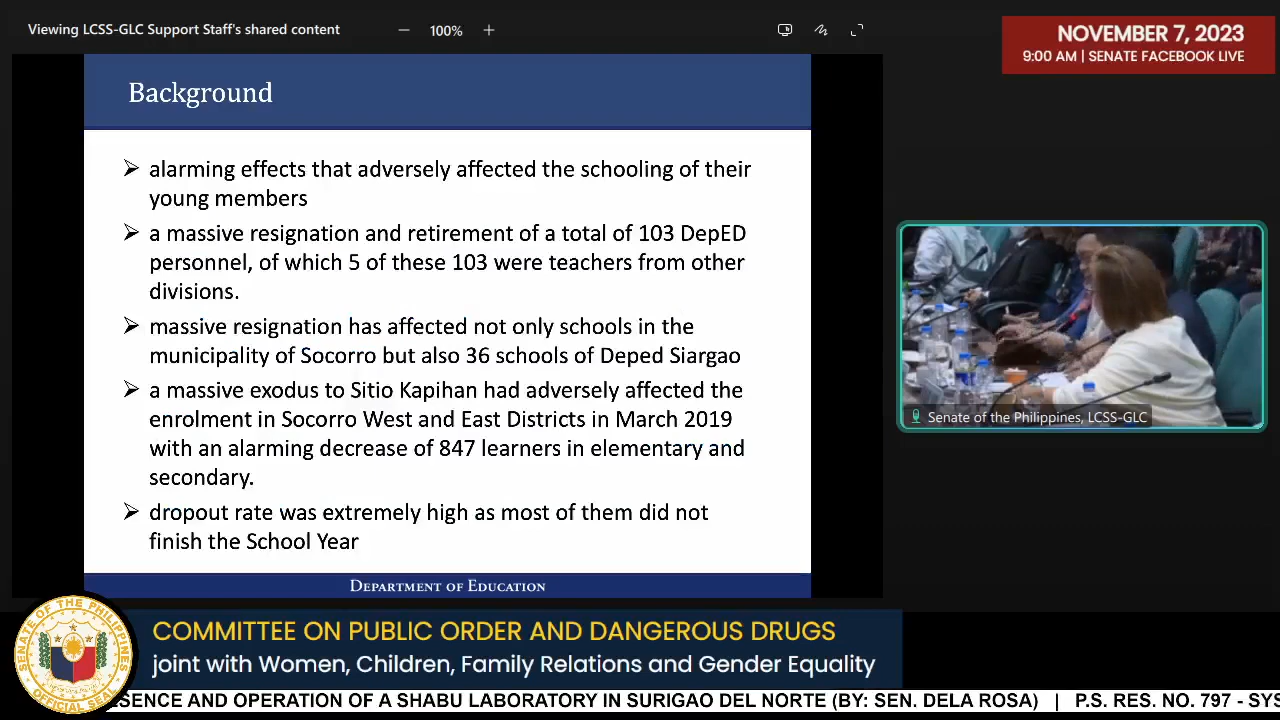 Viewing LCSS-GLC Support Staff's shared content
100%
NOVEMBER 7, 2023
9:00 AM | SENATE FACEBOOK LIVE
Background
➢ alarming effects that adversely affected the schooling of their
young members
➢ a massive resignation and retirement of a total of 103 DepED
personnel, of which 5 of these 103 were teachers from other
divisions.
➢ massive resignation has affected not only schools in the
municipality of Socorro but also 36 schools of Deped Siargao
➢ a massive exodus to Sitio Kapihan had adversely affected the
enrolment in Socorro West and East Districts in March 2019
with an alarming decrease of 847 learners in elementary and
secondary.
➢ dropout rate was extremely high as most of them did not
finish the School Year
DEPARTMENT OF EDUCATION
Senate of the Philippines, LCSS-GLC
SENATE OF THE PHILIPPINES
OFFICIAL SEAL
COMMITTEE ON PUBLIC ORDER AND DANGEROUS DRUGS
joint with Women, Children, Family Relations and Gender Equality
ESENCE AND OPERATION OF A SHABU LABORATORY IN SURIGAO DEL NORTE (BY: SEN. DELA ROSA) | P.S. RES. NO. 797 - SYS